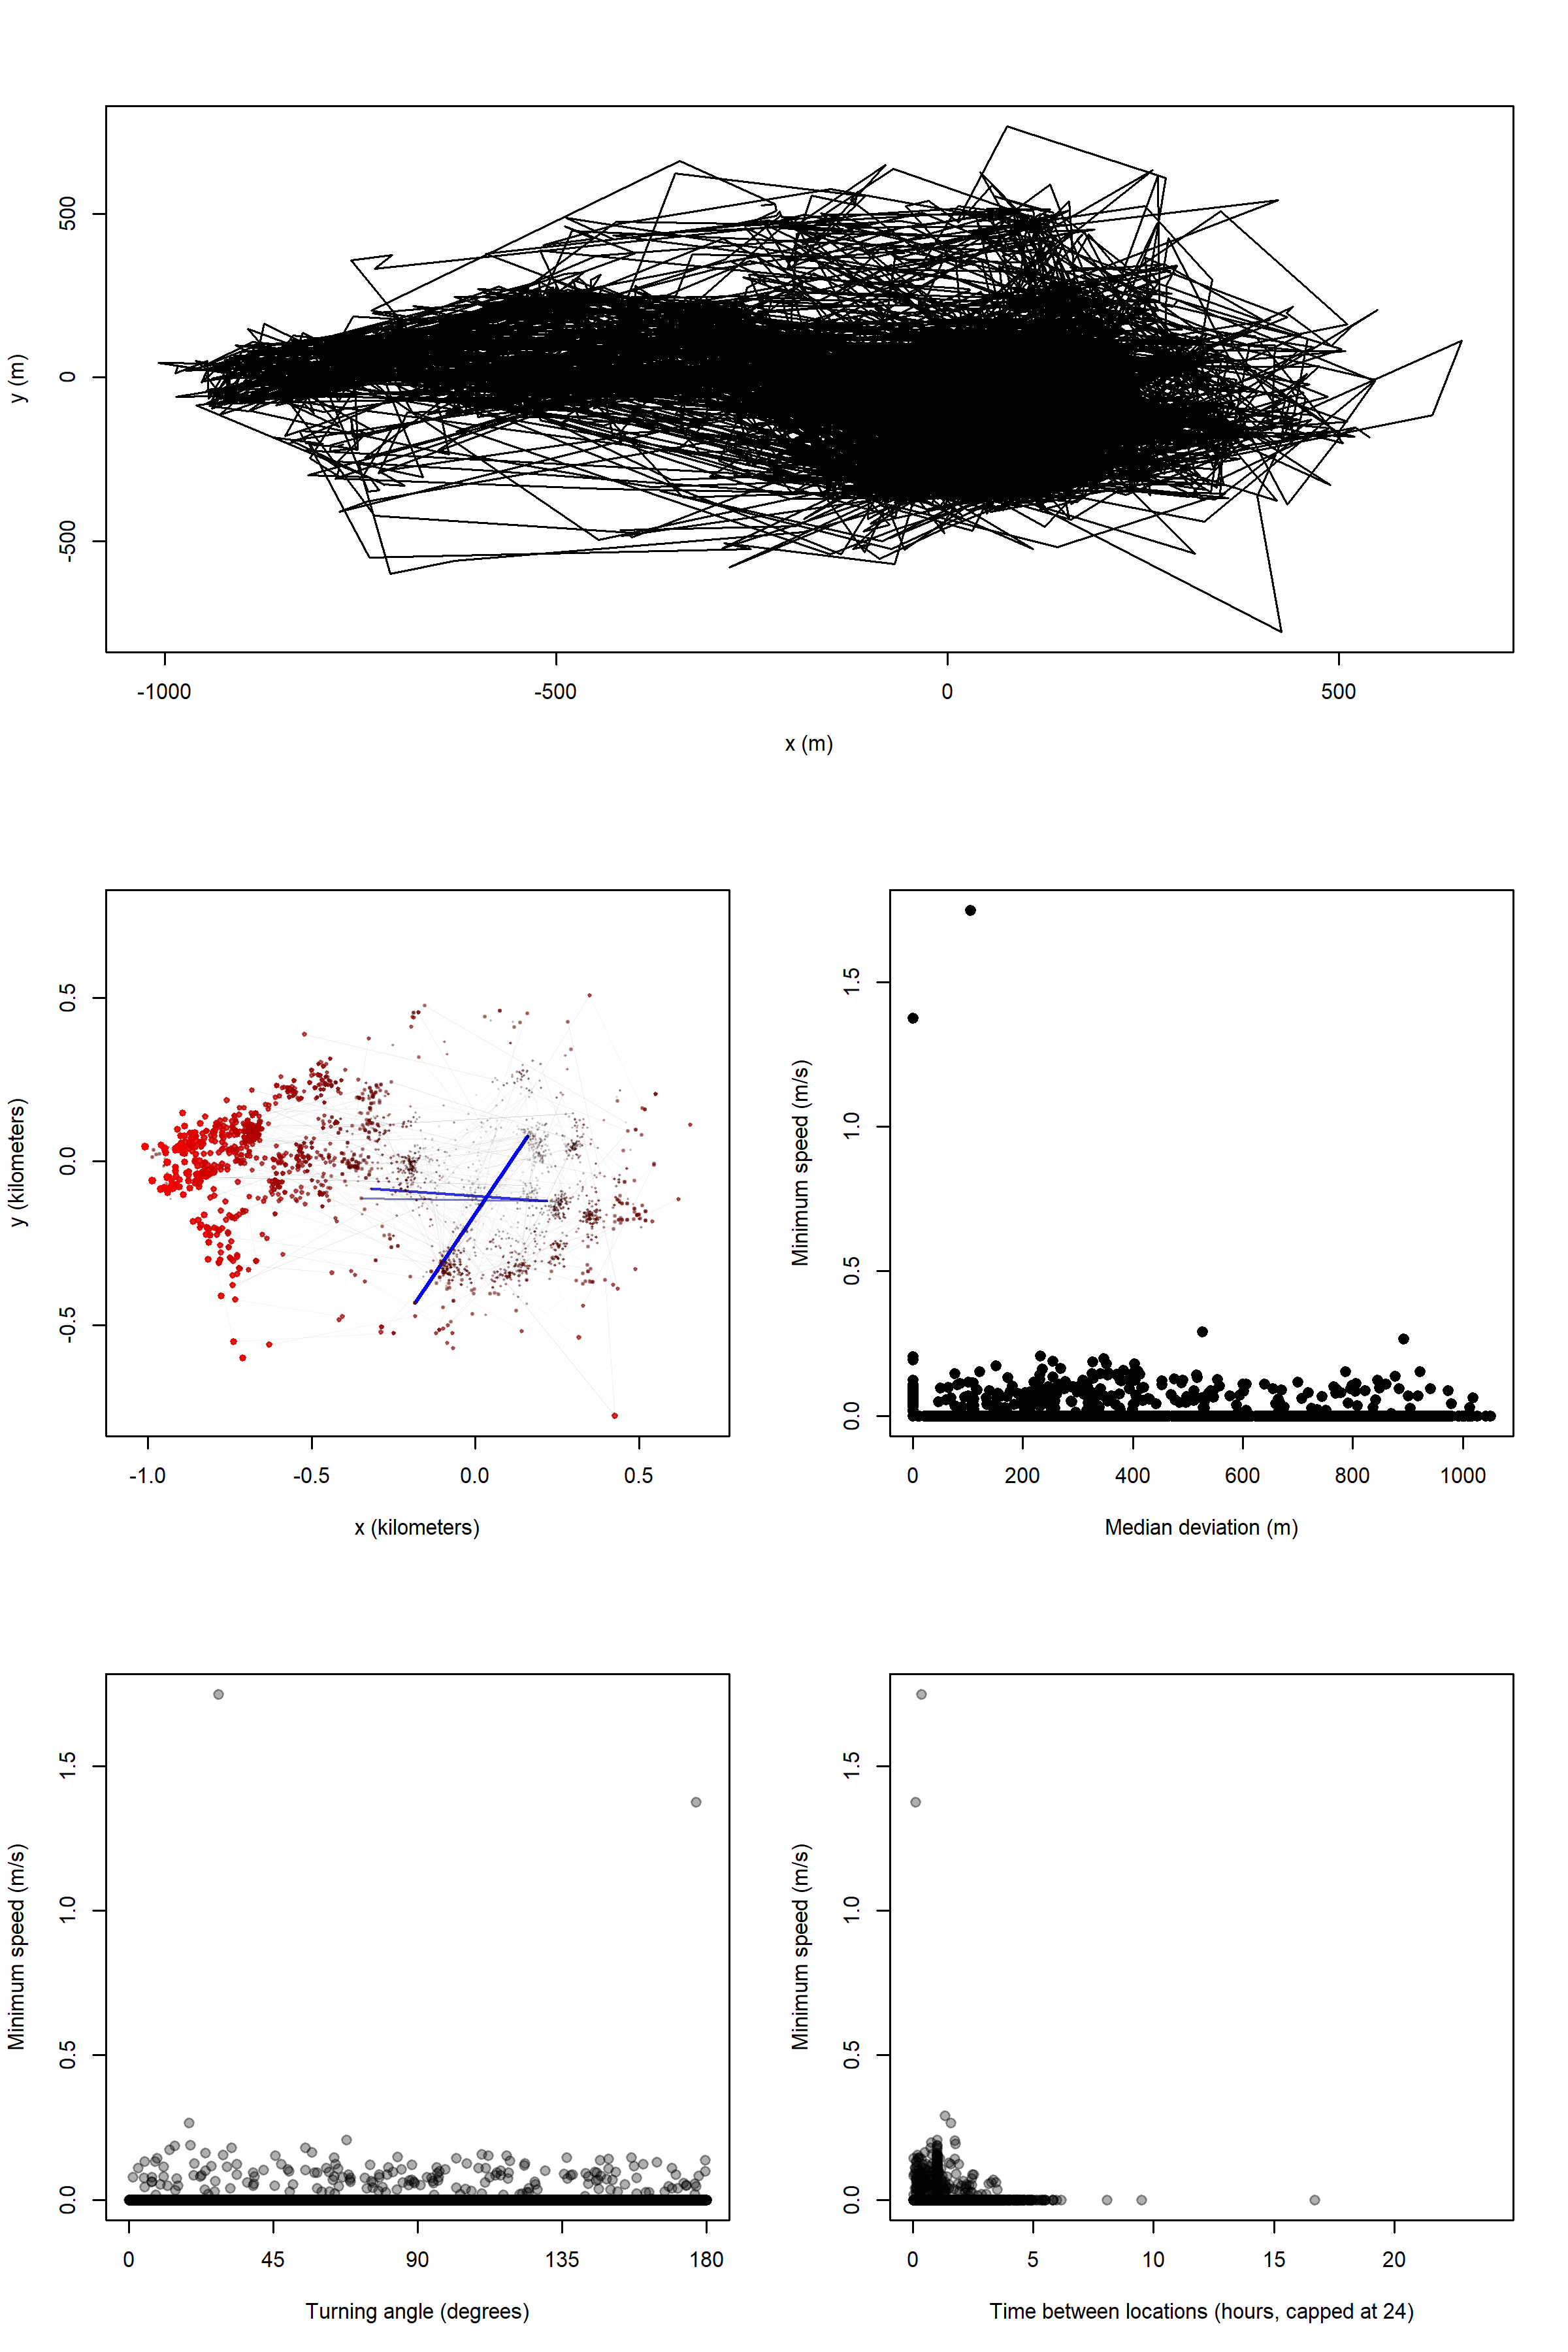 500
0
-500
y (m)
-1000 -500 0 500
x (m)
0.5
0.0
-0.5
y (kilometers)
-1.0 -0.5 0.0 0.5
x (kilometers)
1.5
1.0
0.5
0.0
Minimum speed (m/s)
0 200 400 600 800 1000
Median deviation (m)
1.5
1.0
0.5
0.0
Minimum speed (m/s)
0 45 90 135 180
Turning angle (degrees)
1.5
1.0
0.5
0.0
Minimum speed (m/s)
0 5 10 15 20
Time between locations (hours, capped at 24)